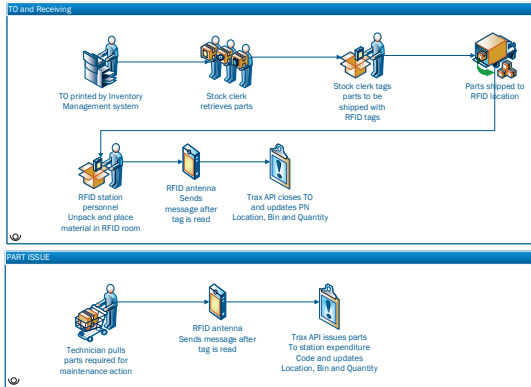 TO and Receiving
TO printed by Inventory
Management system
Stock clerk
retrieves parts
Stock clerk tags
parts to be
shipped with
RFID tags
Parts shipped to
RFID location
RFID station
personnel
Unpack and place
material in RFID room
RFID antenna
Sends
message after
tag is read
Trax API closes TO
and updates PN
Location, Bin and Quantity
PART ISSUE
Technician pulls
parts required for
maintenance action
RFID antenna
Sends message after
tag is read
Trax API issues parts
To station expenditure
Code and updates
Location, Bin and Quantity